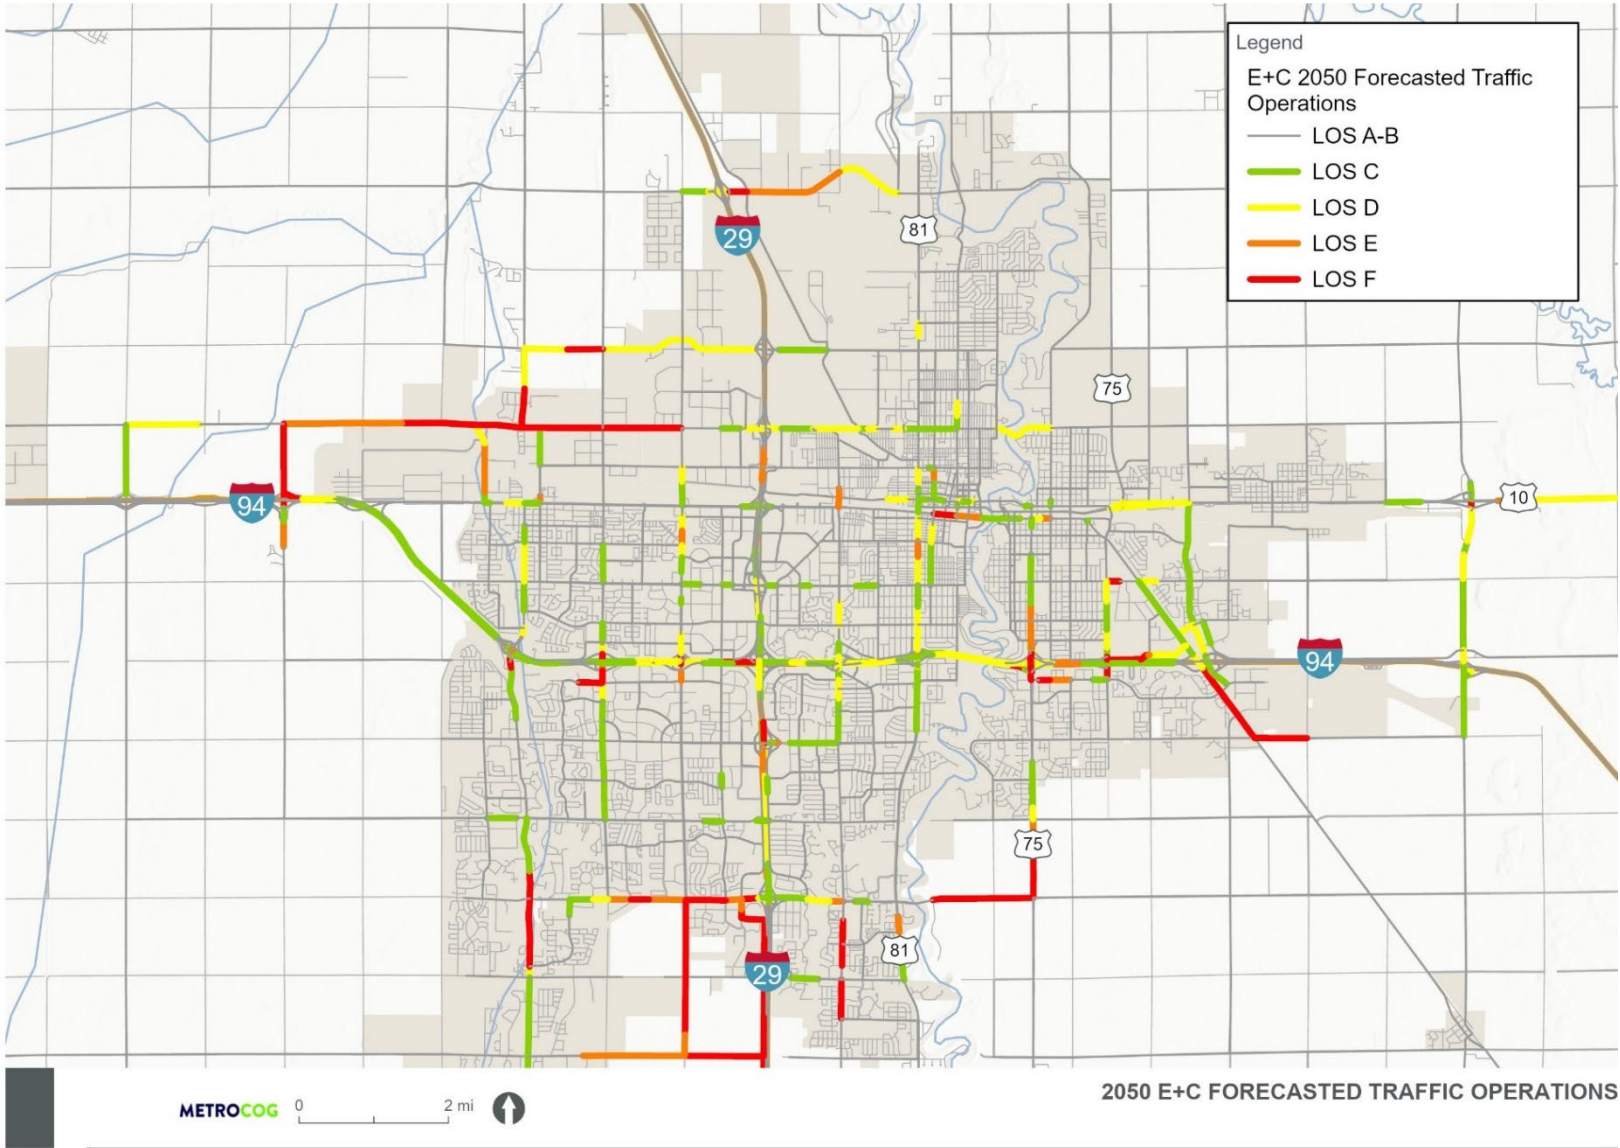 Legend
E+C 2050 Forecasted Traffic
Operations
LOS A-B
LOS C
LOS D
LOS E
LOS F
29
81
75
94
10
94
75
81
29
METROCOG
0
2 mi
2050 E+C FORECASTED TRAFFIC OPERATIONS